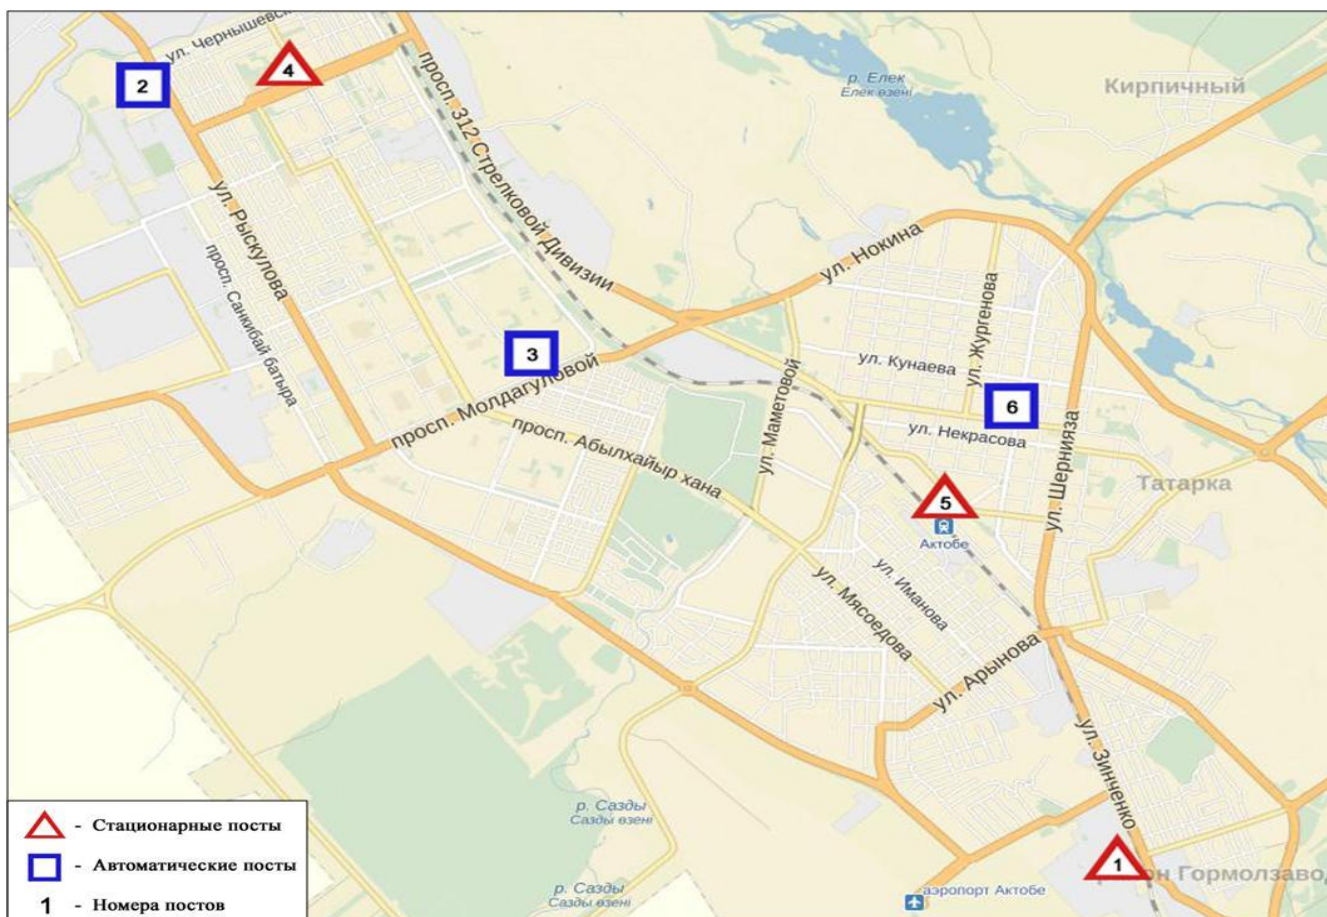 ул. Чернышевск
4
2
просп. 312 Стрелковой Дивизии
р. Елек
Елек өзені
Кирпичный
ул. Рыскулова
просп. Санкибай батыра
ул. Нокина
ул. Жургенова
3
просп. Молдагуловой
ул. Кунаева
6
ул. Маметовой
ул. Некрасова
просп. Абылхайыр хана
ул. Шернияза
Татарка
5
Актобе
ул. Иманова
ул. Мясоедова
ул. Арынова
ул. Зинченко
р. Сазды
Сазды өзені
1
он Гормолзавод
р. Сазды
Сазды өзені
аэропорт Актобе
- Стационарные посты
- Автоматические посты
1 - Номера постов